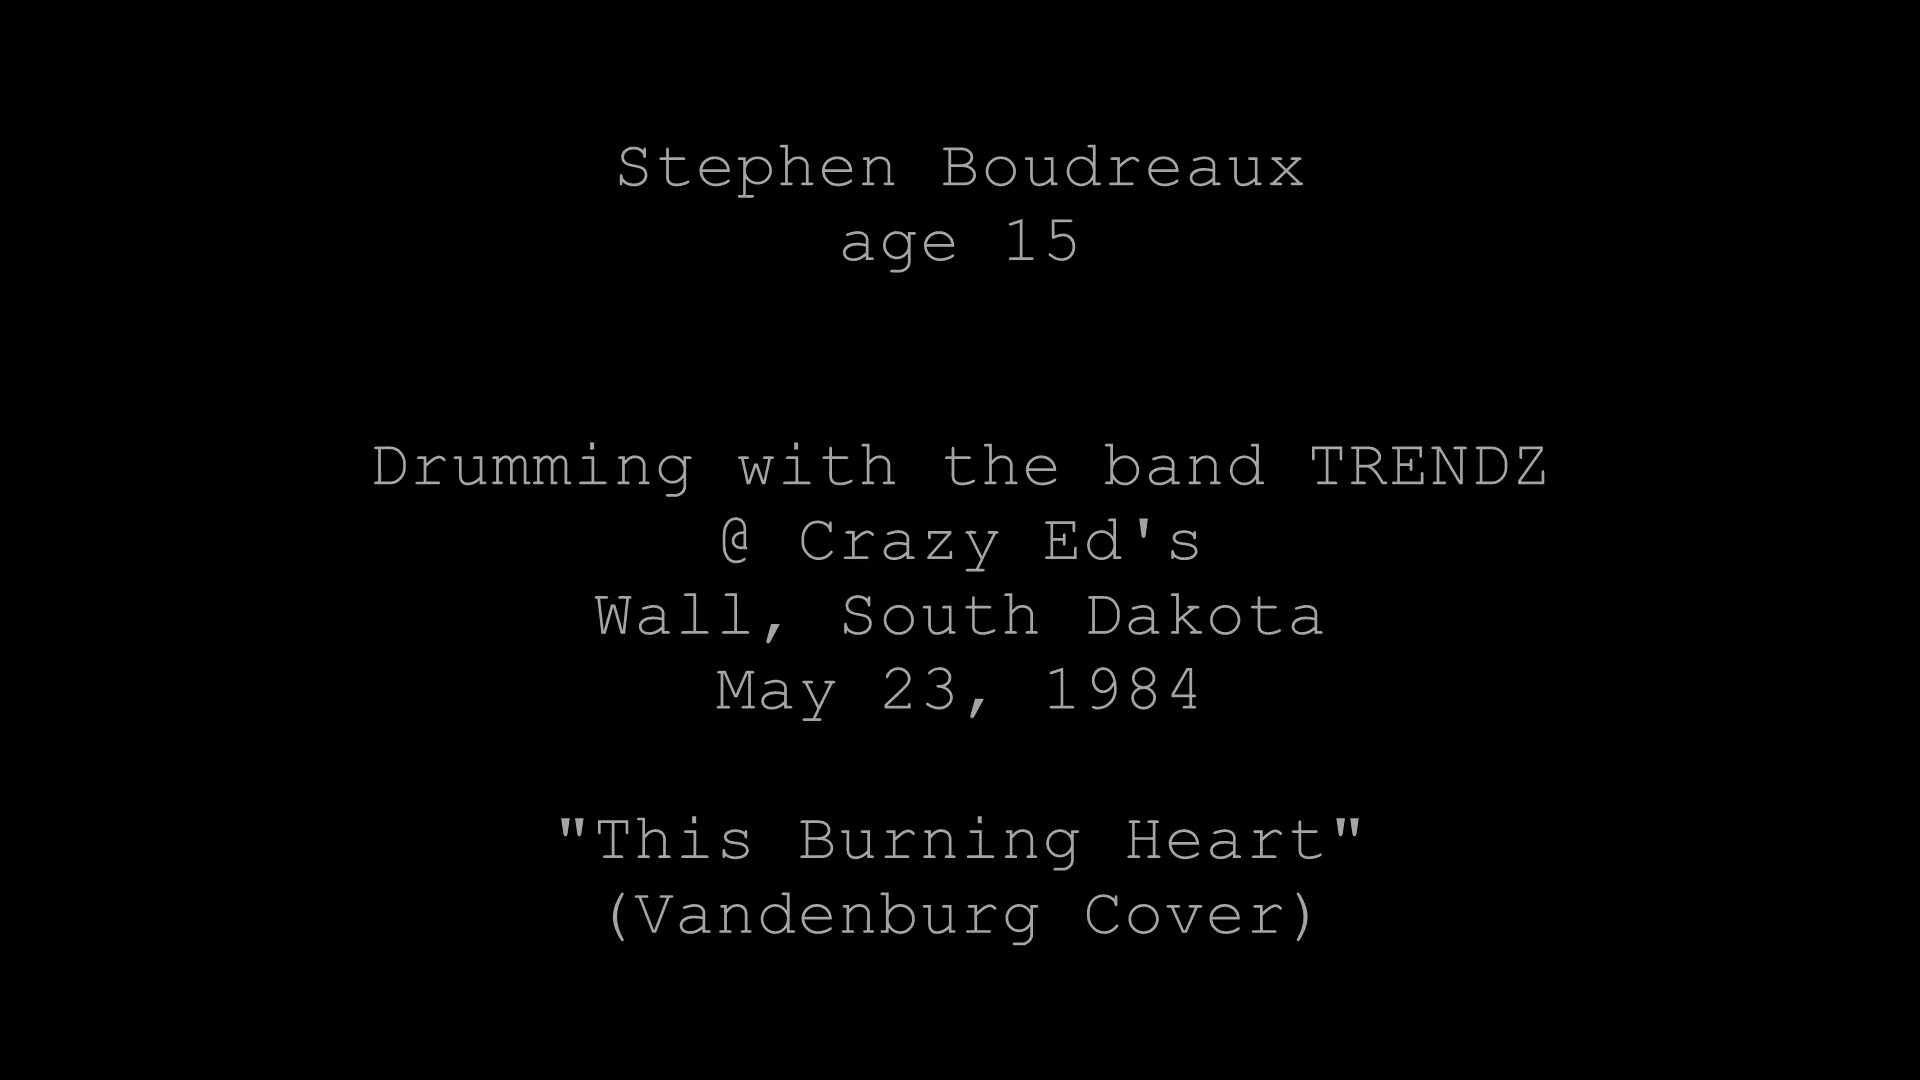 Stephen Boudreaux
age 15
Drumming with the band TRENDZ
@ Crazy Ed's
Wall, South Dakota
May 23, 1984
"This Burning Heart"
(Vandenburg Cover)